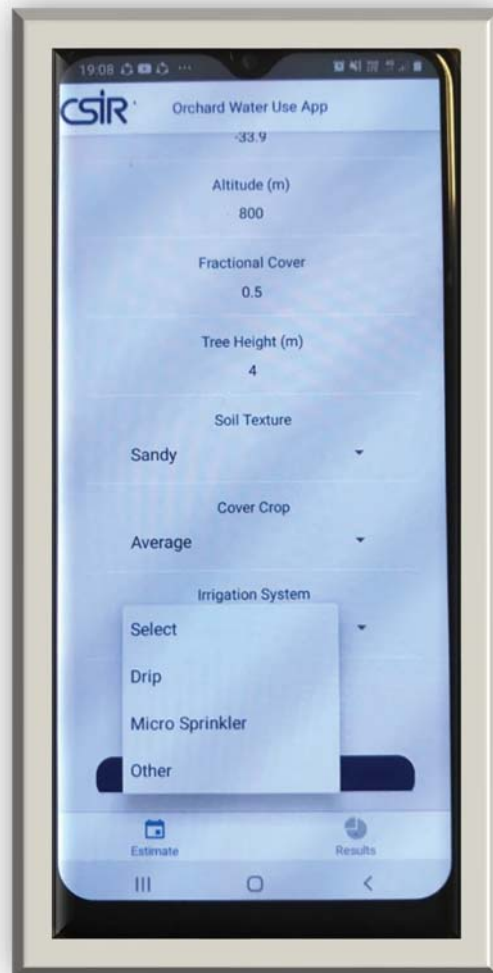 19:08
CSIR
Orchard Water Use App
-33.9
Altitude (m)
800
Fractional Cover
0.5
Tree Height (m)
4
Soil Texture
Sandy
Cover Crop
Average
Irrigation System
Select
Drip
Micro Sprinkler
Other
Estimate
Results